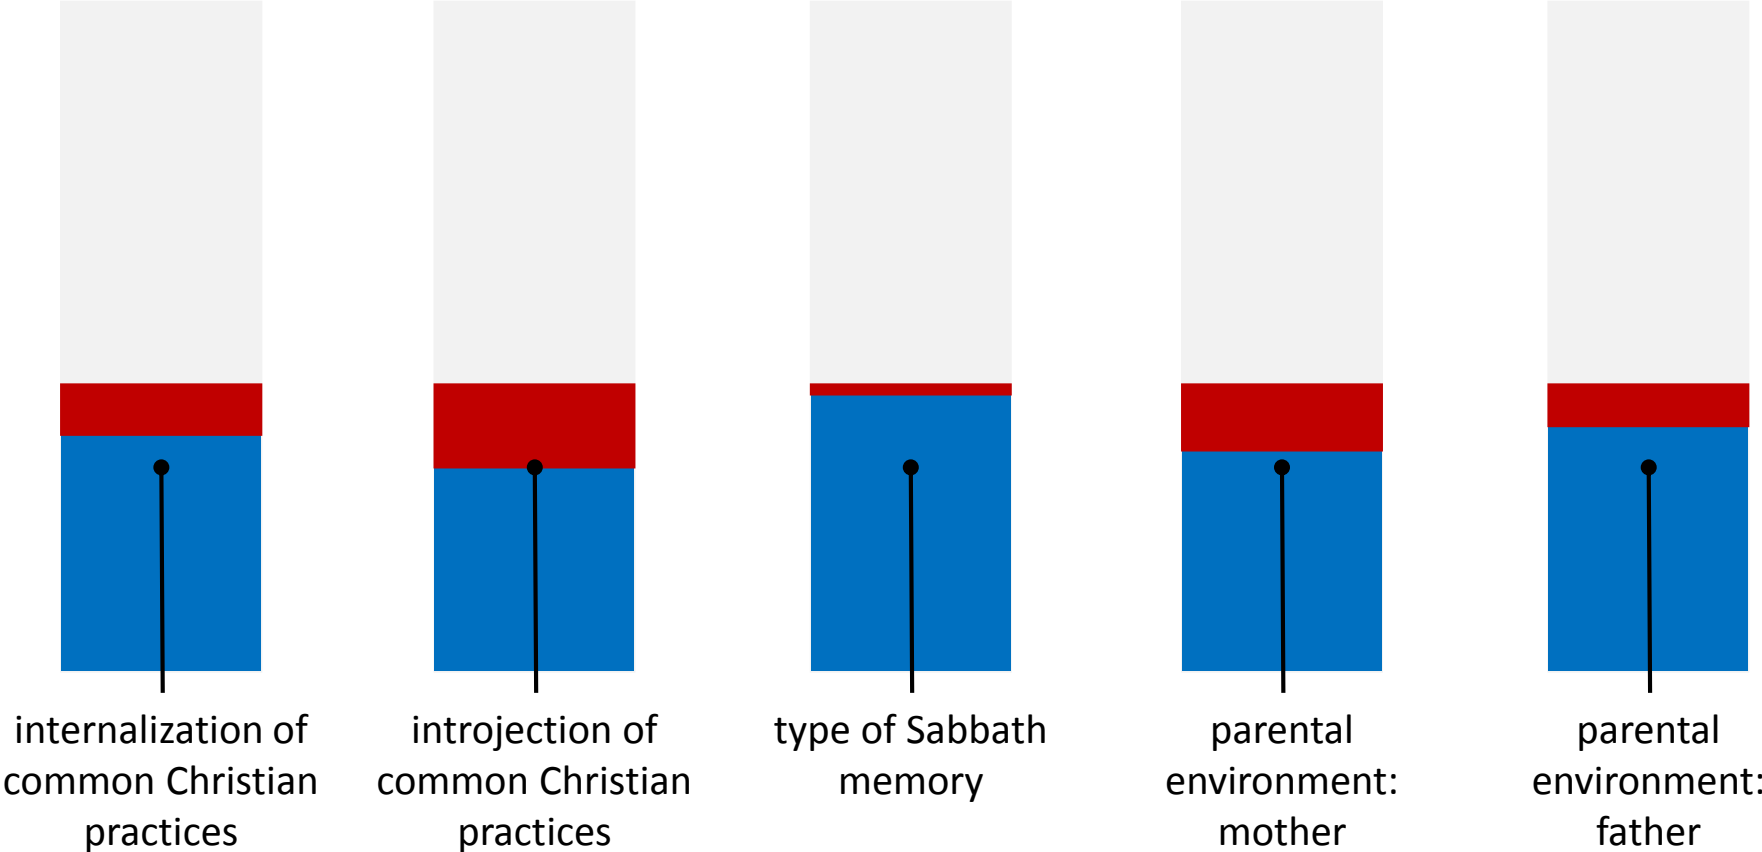 internalization of
common Christian
practices
introjection of
common Christian
practices
type of Sabbath
memory
parental
environment:
mother
parental
environment:
father